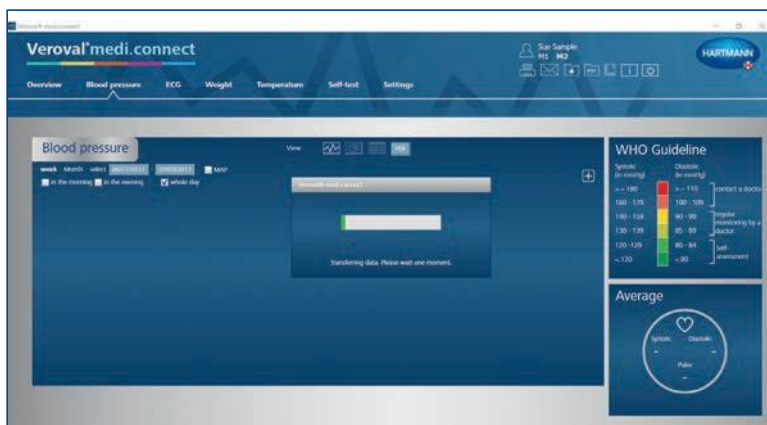 Veroval® medi.connect
Veroval®medi.connect
Sue Sample
M1 M2
HARTMANN
Overview Blood pressure ECG Weight Temperature Self-test Settings
Blood pressure
View
week Month select
MAP
in the morning in the evening whole day
Veroval® medi.connect
Transferring data. Please wait one moment.
WHO Guideline
Systolic Diastolic
(in mmHg) (in mmHg)
>= 180 >= 110 contact a doctor
160 - 179 100 - 109
90 - 99 regular
130 - 139 85 - 89 monitoring by a
doctor
120 -129 80 - 84 Self-
<120 <80 assessment
Average
Systolic Diastolic
- -
Pulse
-